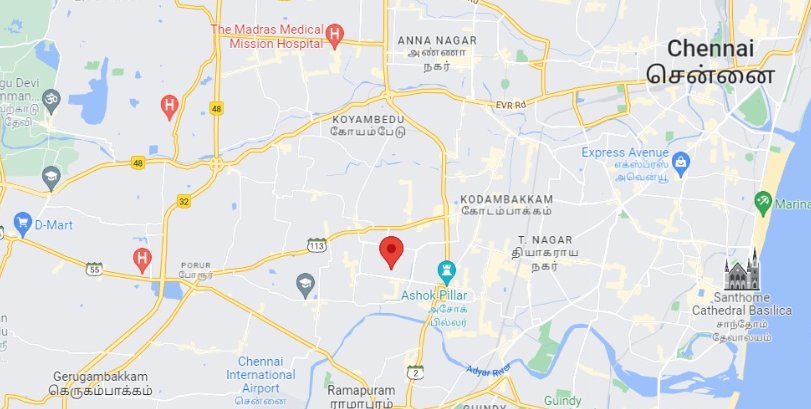 The Madras Medical
Mission Hospital
ANNA NAGAR
அண்ணா
நகர்
Chennai
சென்னை
EVR Rd
48
KOYAMBEDU
கோயம்பேடு
Express Avenue
எக்ஸ்பிரஸ்
அவென்யூ
48
32
KODAMBAKKAM
கோடம்பாக்கம்
Marina
D-Mart
113
T. NAGAR
தியாகராய
நகர்
55
PORUR
போரூர்
Ashok Pillar
அசோக்
பில்லர்
Santhome
Cathedral Basilica
சாந்தோம்
தேவாலயம்
Gerugambakkam
கெருகம்பாக்கம்
Chennai
International
Airport
சென்னை
2
Adyar River
Ramapuram
ராமாபுரம்
GUINDY
Guindy